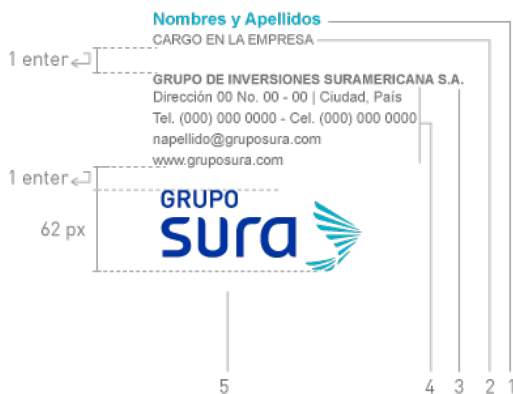 Nombres y Apellidos
CARGO EN LA EMPRESA
1 enter
GRUPO DE INVERSIONES SURAMERICANA S.A.
Dirección 00 No. 00 - 00 | Ciudad, País
Tel. (000) 000 0000 - Cel. (000) 000 0000
napellido@gruposura.com
www.gruposura.com
1 enter
GRUPO
sura
62 px
5 4 3 2 1